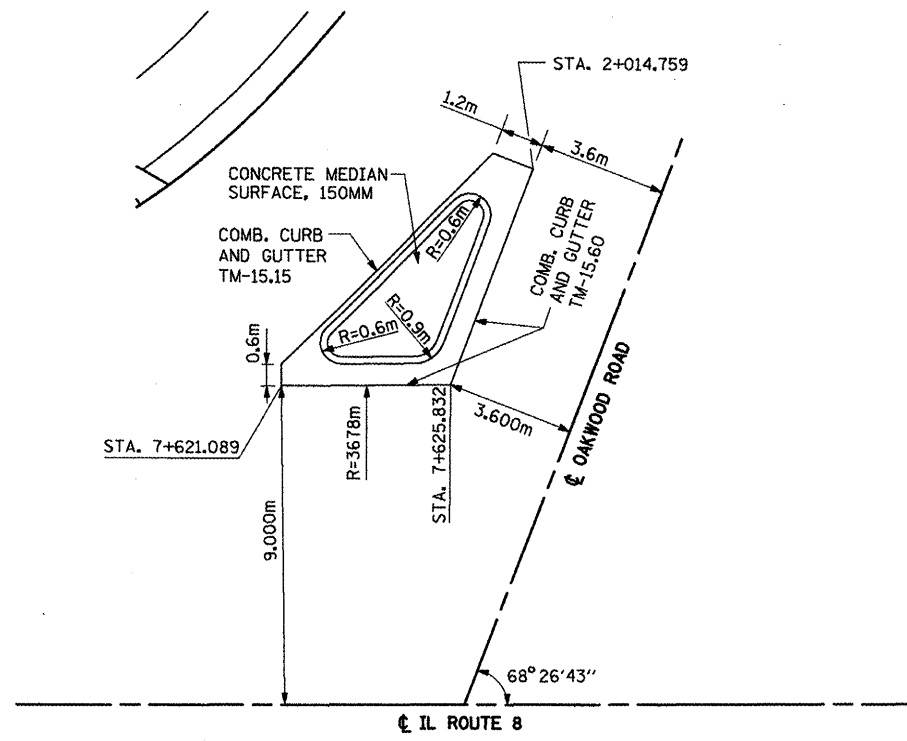 STA. 2+014.759
1.2m
3.6m
CONCRETE MEDIAN
SURFACE, 150MM
COMB. CURB
AND GUTTER
TM-15.15
R=0.6m
COMB. CURB
AND GUTTER
TM-15.60
R=0.9m
R=0.6m
0.6m
3.600m
℄ OAKWOOD ROAD
STA. 7+621.089
R=3678m
STA. 7+625.832
9.000m
68° 26'43"
℄ IL ROUTE 8